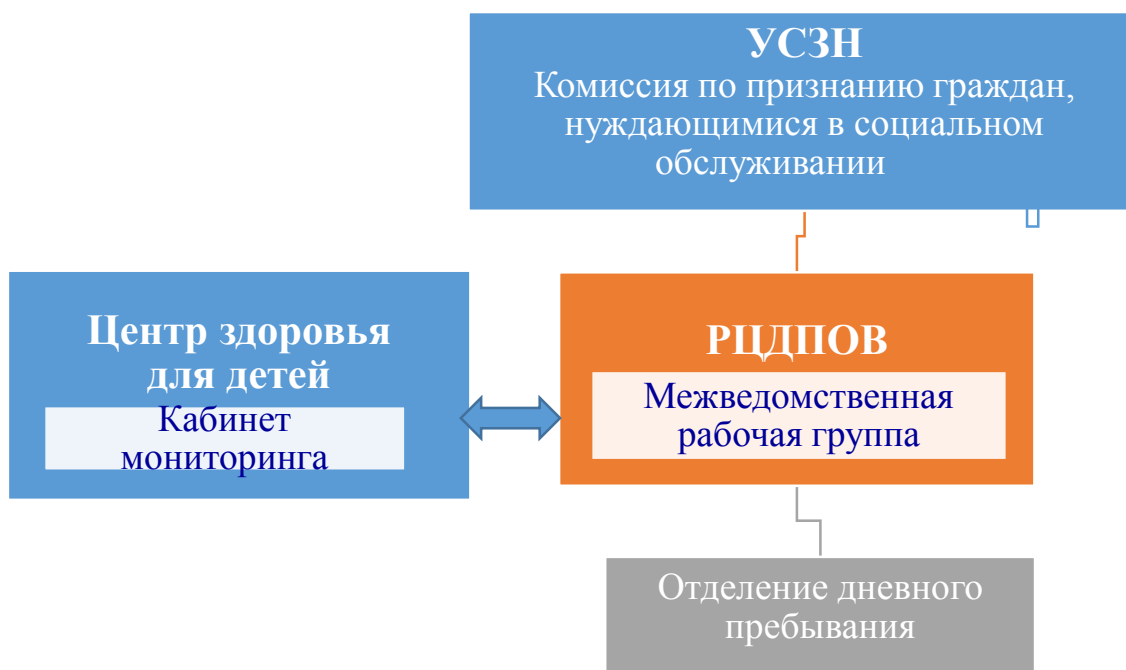 УСЗН
Комиссия по признанию граждан,
нуждающимися в социальном
обслуживании
Центр здоровья
для детей
Кабинет
мониторинга
РЦДПОВ
Межведомственная
рабочая группа
Отделение дневного
пребывания